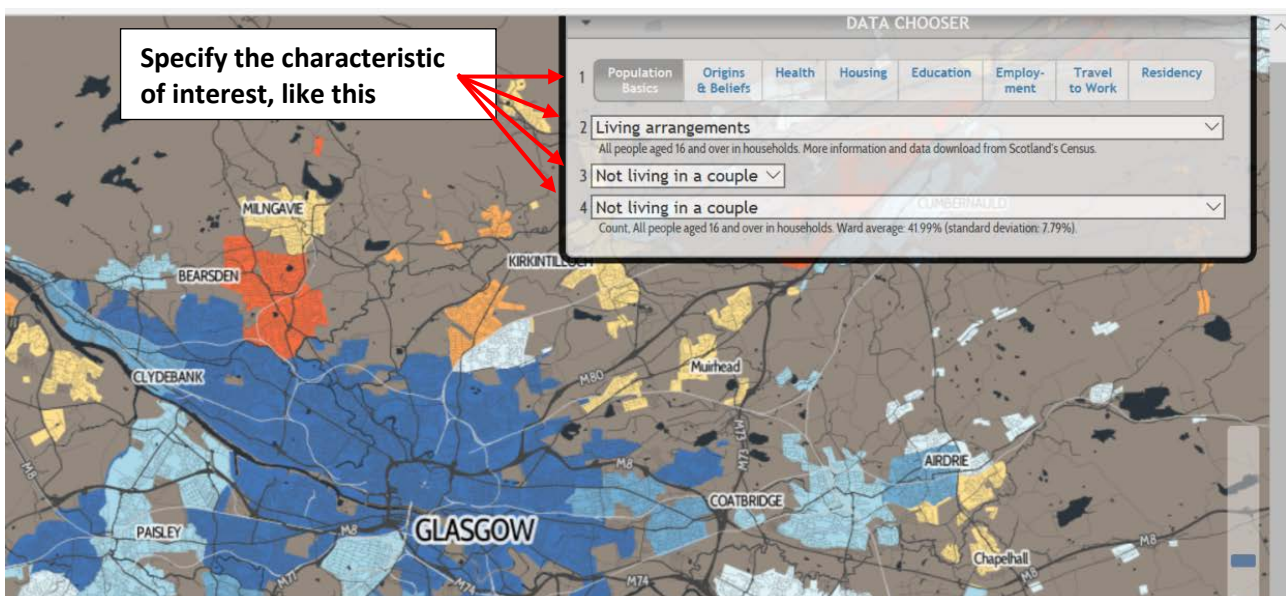 DATA CHOOSER
Specify the characteristic
of interest, like this
1
Population
Basics
Origins
& Beliefs
Health
Housing
Education
Employ-
ment
Travel
to Work
Residency
2 Living arrangements
All people aged 16 and over in households. More information and data download from Scotland's Census.
3 Not living in a couple
4 Not living in a couple
Count, All people aged 16 and over in households. Ward average: 41.99% (standard deviation: 7.79%).
CUMBERNAULD
MILNGAVIE
BEARSDEN
KIRKINTILLOCH
CLYDEBANK
M80
Muirhead
M73
M8
M8
AIRDRIE
COATBRIDGE
PAISLEY
M8
GLASGOW
Chapelhall
M8
M8
M77
M74
M74